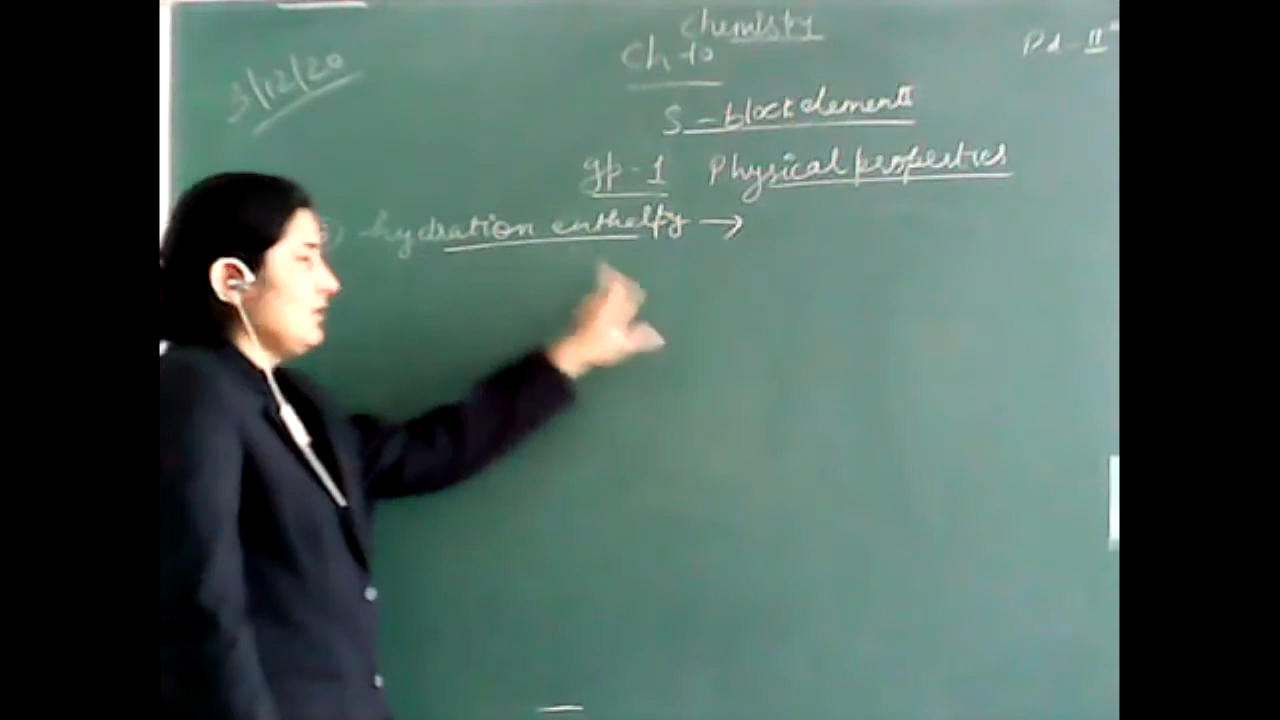 Chemistry
3/12/20
Ch-10
Pd-II
S-block elements
gp-1 Physical properties
hydration enthalpy →